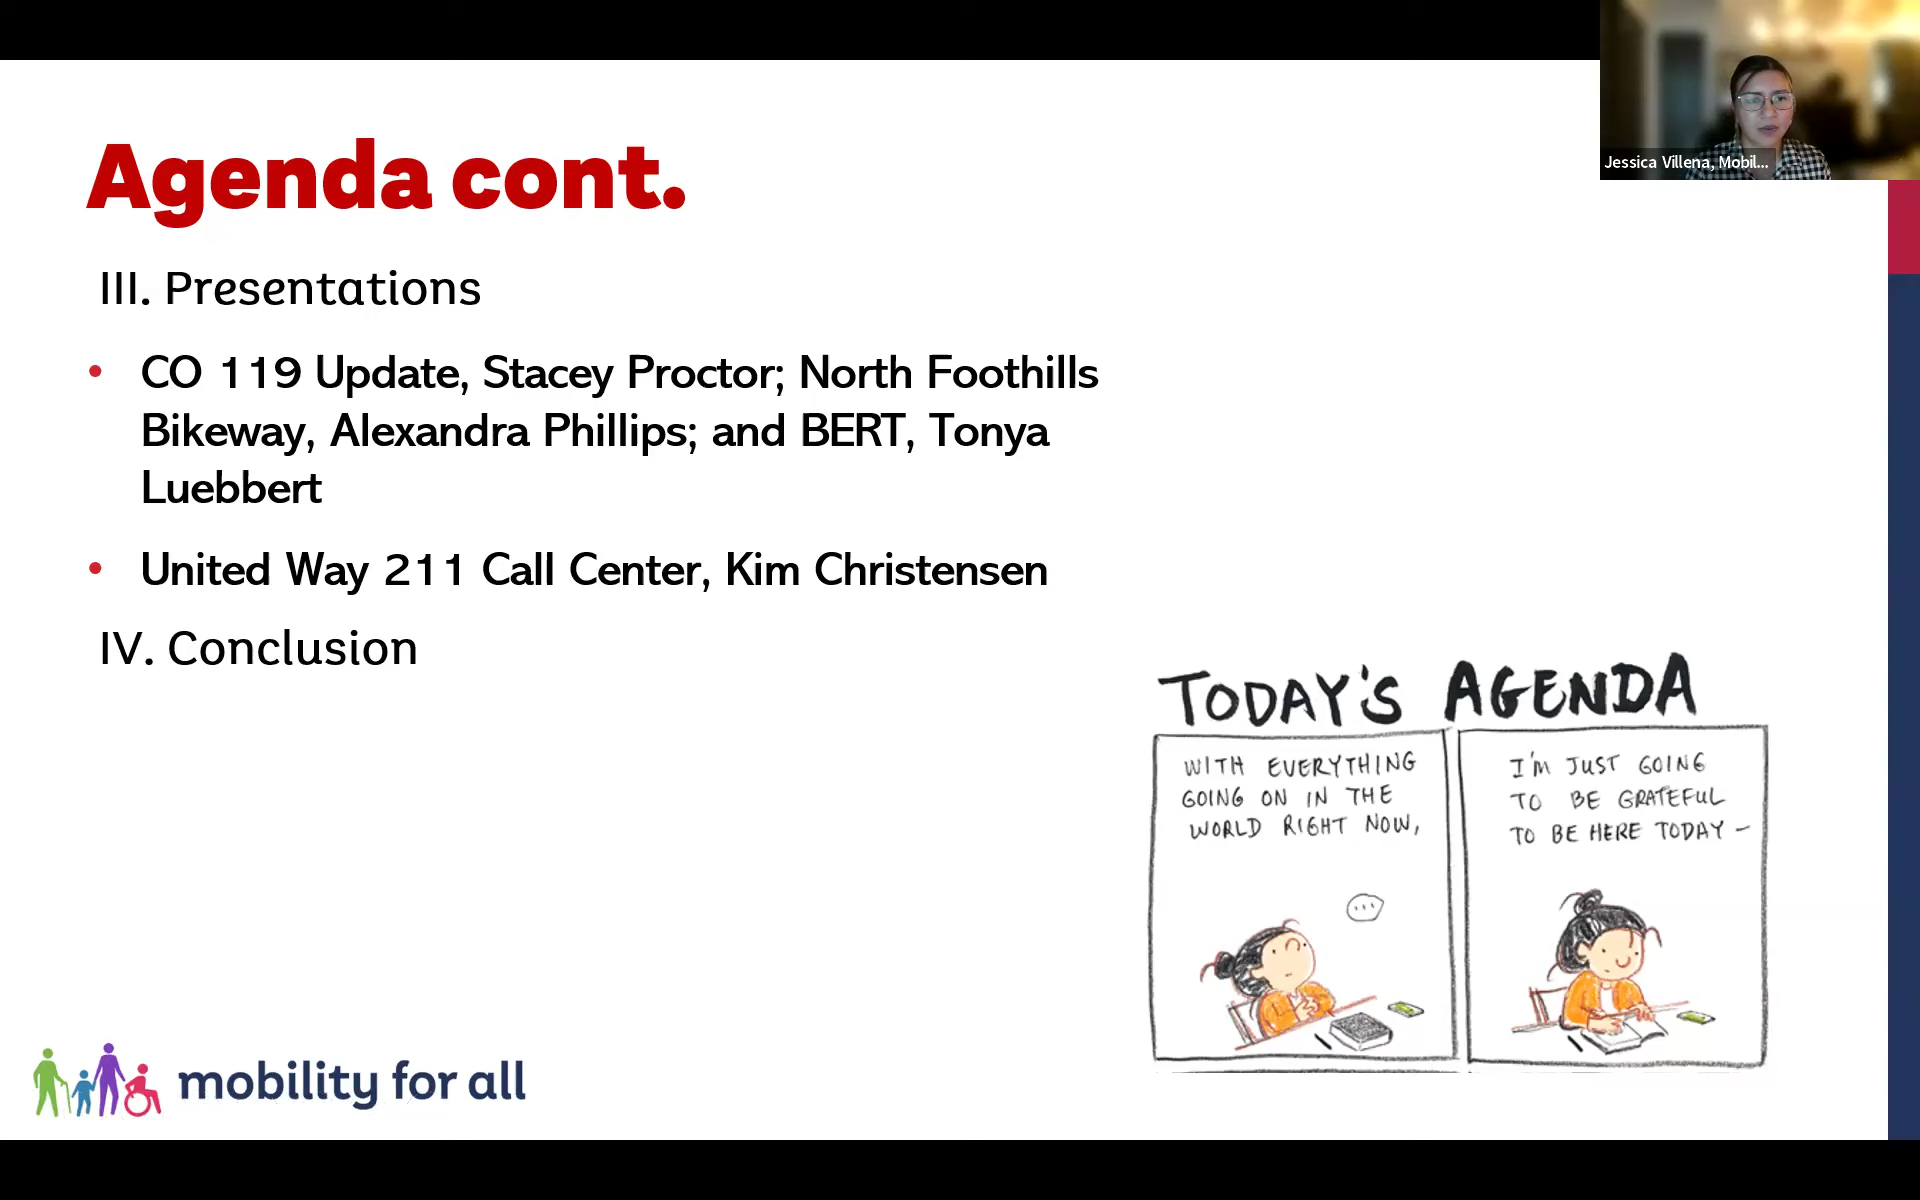 Jessica Villena, Mobil...
Agenda cont.
III. Presentations
• CO 119 Update, Stacey Proctor; North Foothills
Bikeway, Alexandra Phillips; and BERT, Tonya
Luebbert
• United Way 211 Call Center, Kim Christensen
IV. Conclusion
TODAY'S AGENDA
WITH EVERYTHING
GOING ON IN THE
WORLD RIGHT NOW,
...
I'M JUST GOING
TO BE GRATEFUL
TO BE HERE TODAY –
mobility for all